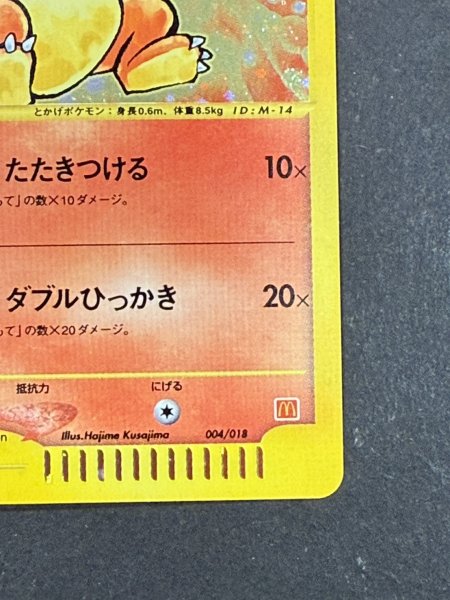 とかげポケモン：身長0.6m、体重8.5kg ID:M-14
たたきつける 10×
て」の数×10ダメージ。
ダブルひっかき 20×
て」の数×20ダメージ。
抵抗力 にげる
Illus.Hajime Kusajima 004/018